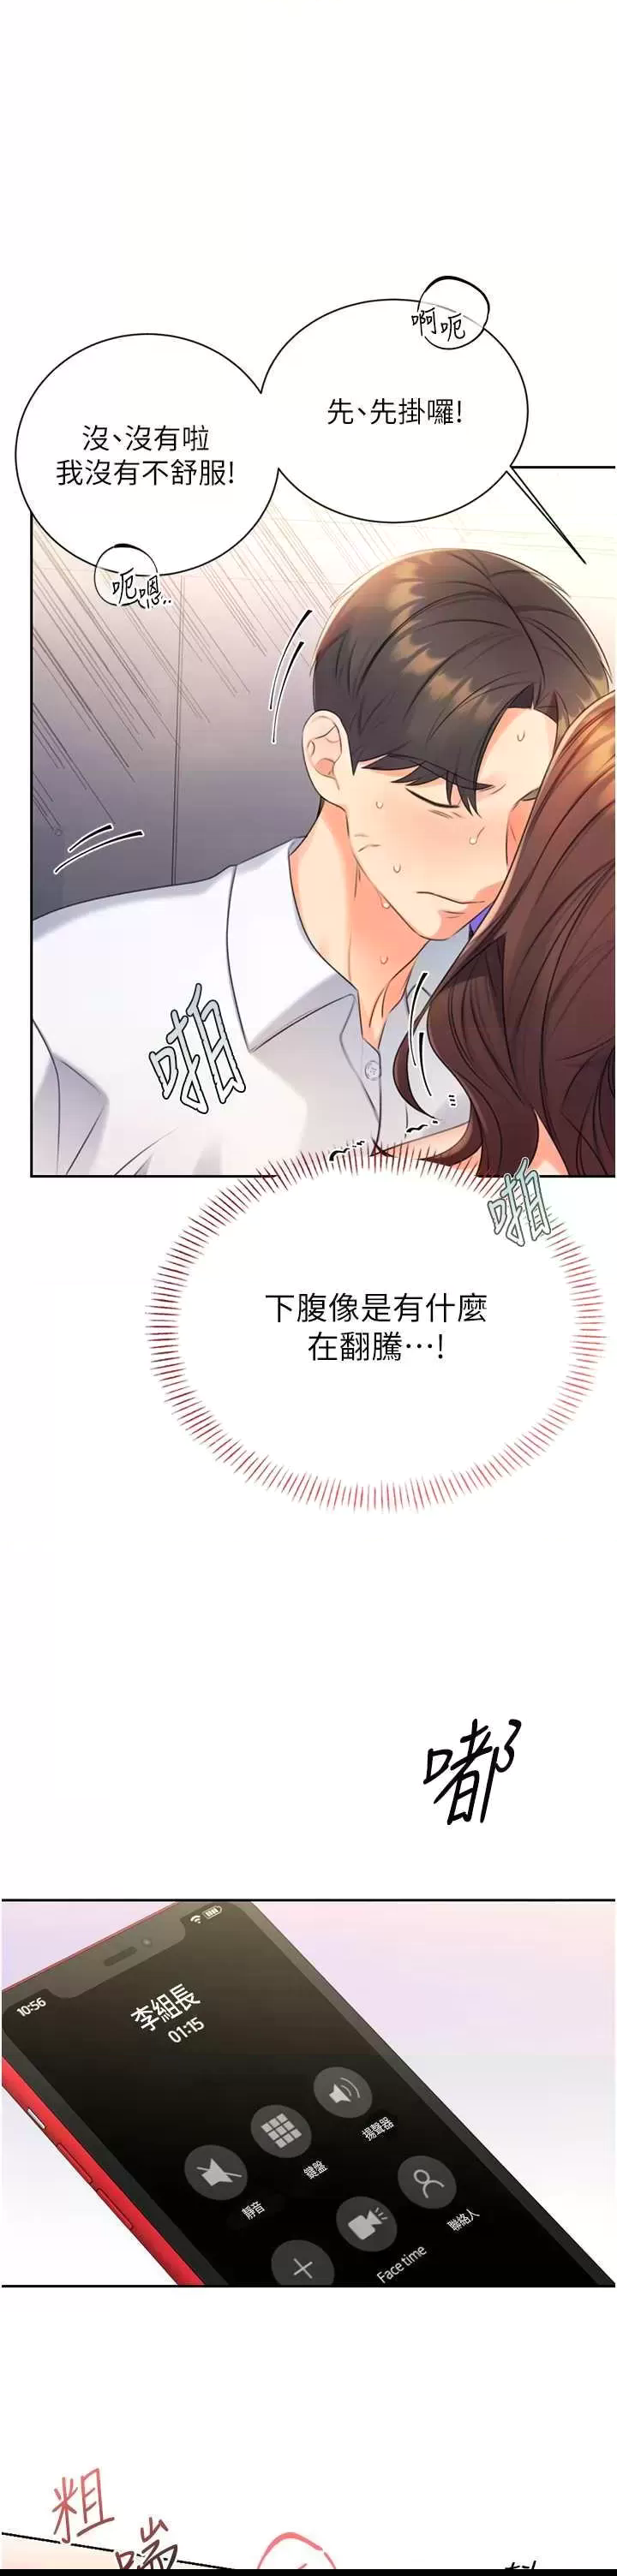 啊呃
先、先掛囉!
沒、沒有啦
我沒有不舒服!
呃嗯..
啪
啪
下腹像是有什麼
在翻騰…!
嘟
10:56
李組長
01:15
揚聲器
鍵盤
靜音
聯絡人
Face time
粗
喘